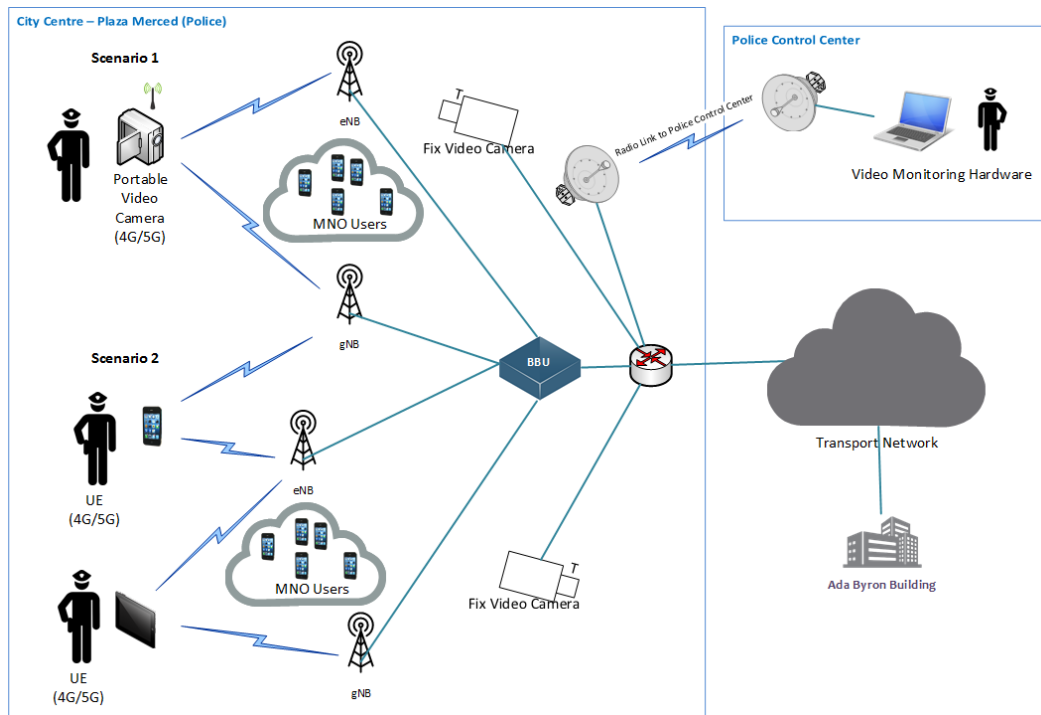 City Centre – Plaza Merced (Police)
Scenario 1
Portable
Video
Camera
(4G/5G)
eNB
MNO Users
gNB
Fix Video Camera
Radio Link to Police Control Center
Police Control Center
Video Monitoring Hardware
Scenario 2
UE
(4G/5G)
eNB
MNO Users
UE
(4G/5G)
gNB
BBU
Fix Video Camera
Transport Network
Ada Byron Building